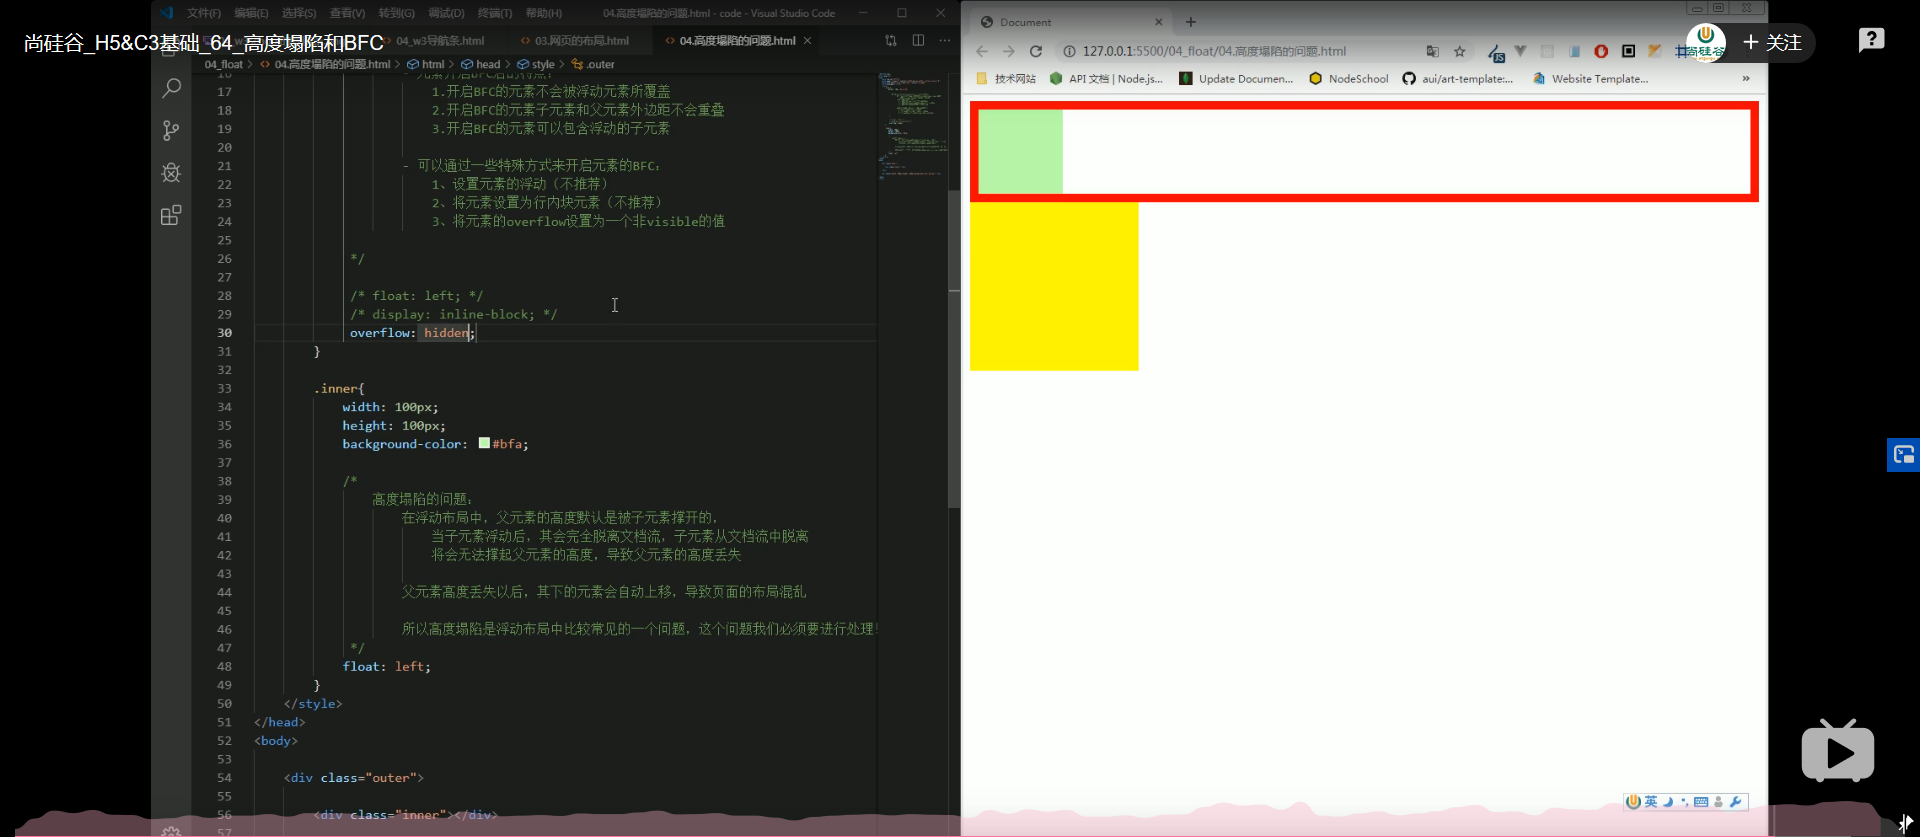 文件(F) 编辑(E) 选择(S) 查看(V) 转到(G) 调试(D) 终端(T) 帮助(H) 04.高度塌陷的问题.html - code - Visual Studio Code
尚硅谷_H5&C3基础_64_高度塌陷和BFC
04_w3导航条.html 03.网页的布局.html 04.高度塌陷的问题.html
04_float > 04.高度塌陷的问题.html > html > head > style > .outer
16 - 元素开启BFC后的特点：
17 1.开启BFC的元素不会被浮动元素所覆盖
18 2.开启BFC的元素子元素和父元素外边距不会重叠
19 3.开启BFC的元素可以包含浮动的子元素
20
21 - 可以通过一些特殊方式来开启元素的BFC：
22 1、设置元素的浮动（不推荐）
23 2、将元素设置为行内块元素（不推荐）
24 3、将元素的overflow设置为一个非visible的值
25
26 */
27
28 /* float: left; */
29 /* display: inline-block; */
30 overflow: hidden;
31 }
32
33 .inner{
34 width: 100px;
35 height: 100px;
36 background-color: #bfa;
37
38 /*
39 高度塌陷的问题：
40 在浮动布局中，父元素的高度默认是被子元素撑开的，
41 当子元素浮动后，其会完全脱离文档流，子元素从文档流中脱离
42 将会无法撑起父元素的高度，导致父元素的高度丢失
43
44 父元素高度丢失以后，其下的元素会自动上移，导致页面的布局混乱
45
46 所以高度塌陷是浮动布局中比较常见的一个问题，这个问题我们必须要进行处理！
47 */
48 float: left;
49 }
50 </style>
51 </head>
52 <body>
53
54 <div class="outer">
55
56 <div class="inner"></div>
57
Document
127.0.0.1:5500/04_float/04.高度塌陷的问题.html
尚硅谷
+ 关注
技术网站 API 文档 | Node.js... Update Documen... NodeSchool aui/art-template:... Website Template... »
英